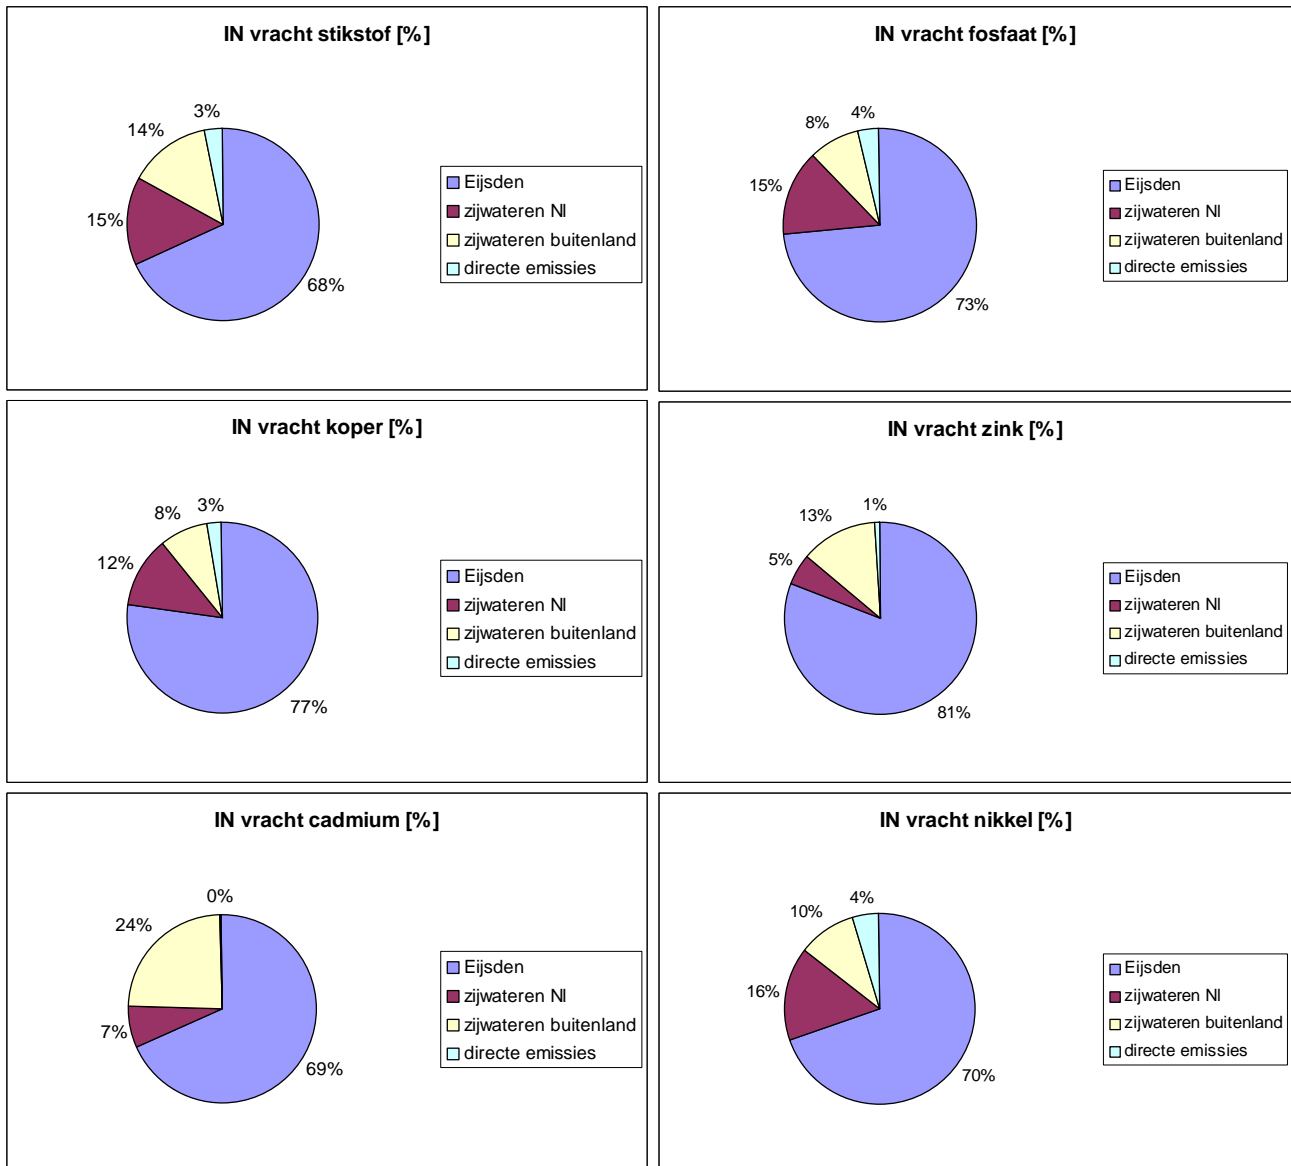 IN vracht stikstof [%]
3%
14%
15%
68%
Eijsden
zijwateren Nl
zijwateren buitenland
directe emissies
IN vracht fosfaat [%]
4%
8%
15%
73%
Eijsden
zijwateren Nl
zijwateren buitenland
directe emissies
IN vracht koper [%]
3%
8%
12%
77%
Eijsden
zijwateren Nl
zijwateren buitenland
directe emissies
IN vracht zink [%]
1%
13%
5%
81%
Eijsden
zijwateren Nl
zijwateren buitenland
directe emissies
IN vracht cadmium [%]
0%
24%
7%
69%
Eijsden
zijwateren Nl
zijwateren buitenland
directe emissies
IN vracht nikkel [%]
4%
10%
16%
70%
Eijsden
zijwateren Nl
zijwateren buitenland
directe emissies